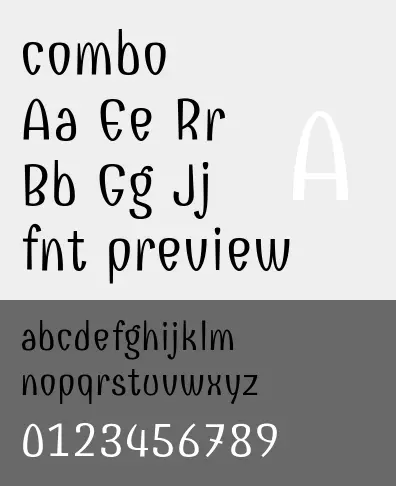 combo
Aa Ee Rr
A
Bb Gg Jj
fnt preview
abcdefghijklm
nopqrstuvwxyz
0123456789